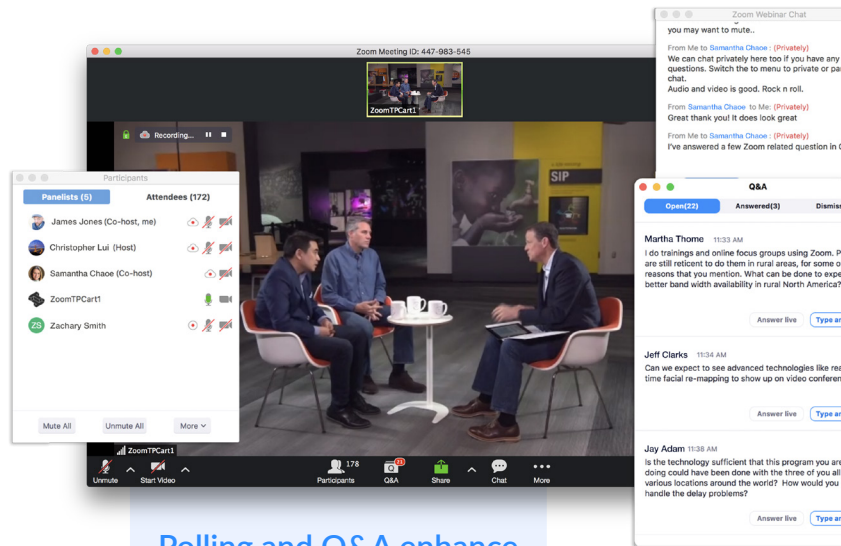 Zoom Webinar Chat
you may want to mute..
From Me to Samantha Chaoe : (Privately)
We can chat privately here too if you have any
questions. Switch the to menu to private or
chat.
Audio and video is good. Rock n roll.
From Samantha Chaoe to Me: (Privately)
Great thank you! It does look great
From Me to Samantha Chaoe : (Privately)
I've answered a few Zoom related question in
Zoom Meeting ID: 447-983-545
ZoomTPCart1
Recording...
SIP
Participants
Panelists (5)
Attendees (172)
James Jones (Co-host, me)
Christopher Lui (Host)
Samantha Chaoe (Co-host)
ZoomTPCart1
ZS
Zachary Smith
Mute All
Unmute All
More
ZoomTPCart1
Unmute
Start Video
178
Participants
Q&A
Share
Chat
More
Q&A
Open(22)
Answered(3)
Martha Thome 11:33 AM
I do trainings and online focus groups using Zoom.
are still reticent to do them in rural areas, for some
reasons that you mention. What can be done to
better band width availability in rural North America?
Answer live
Type
Jeff Clarks 11:34 AM
Can we expect to see advanced technologies like
time facial re-mapping to show up on video
Answer live
Type
Jay Adam 11:38 AM
Is the technology sufficient that this program you are
doing could have been done with the three of you all
various locations around the world? How would you
handle the delay problems?
Answer live
Type
Polling and Q&A enhance